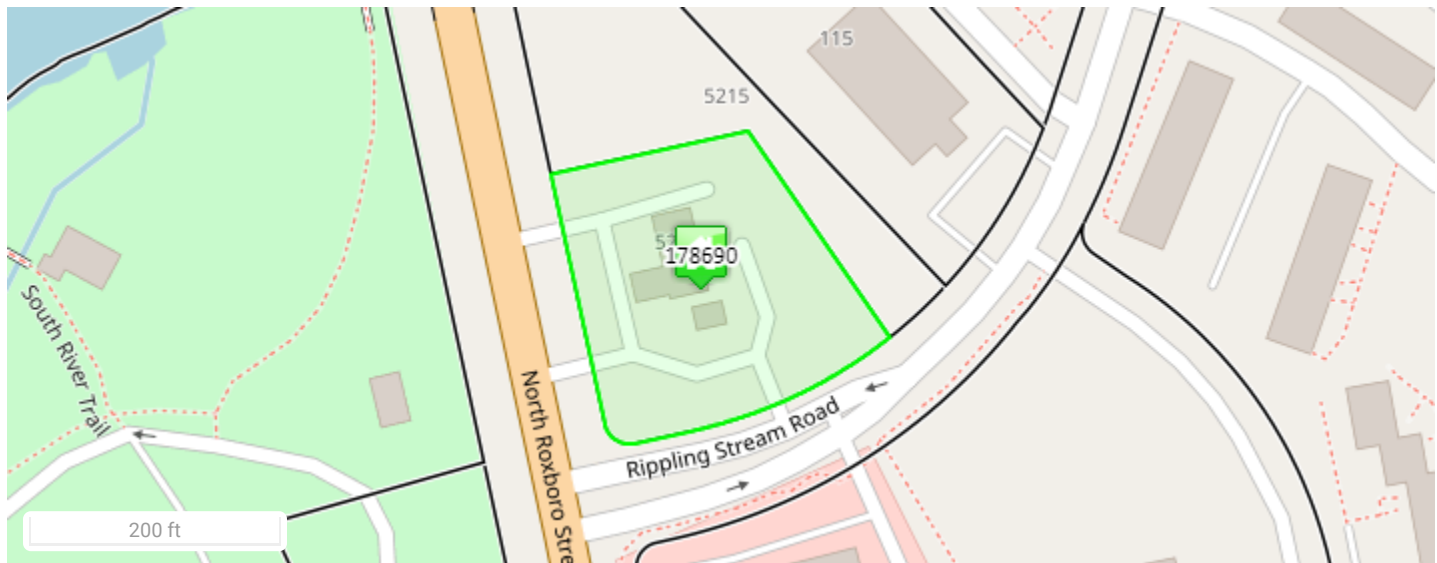 115
5215
178690
South River Trail
North Roxboro Stre
Rippling Stream Road
200 ft